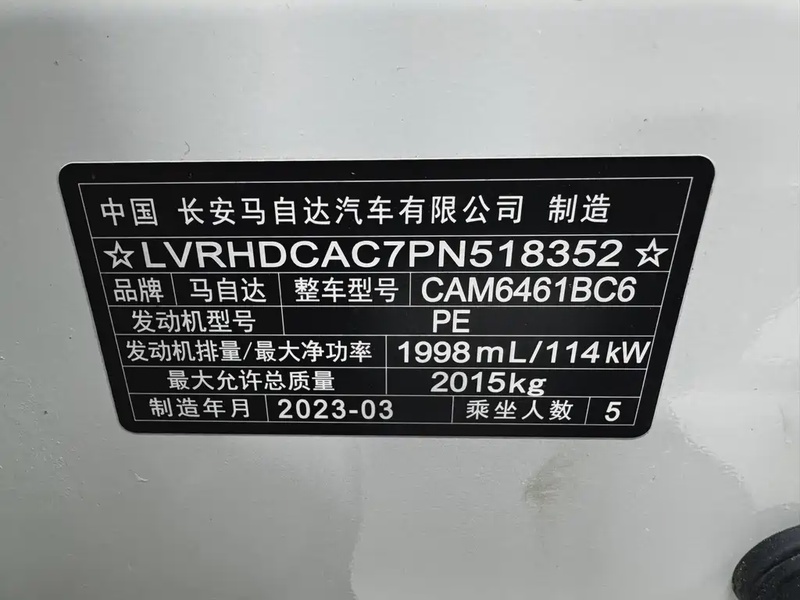 中国 长安马自达汽车有限公司 制造
☆LVRHDCAC7PN518352☆
品牌 马自达 整车型号 CAM6461BC6
发动机型号 PE
发动机排量/最大净功率 1998mL/114kW
最大允许总质量 2015kg
制造年月 2023-03 乘坐人数 5